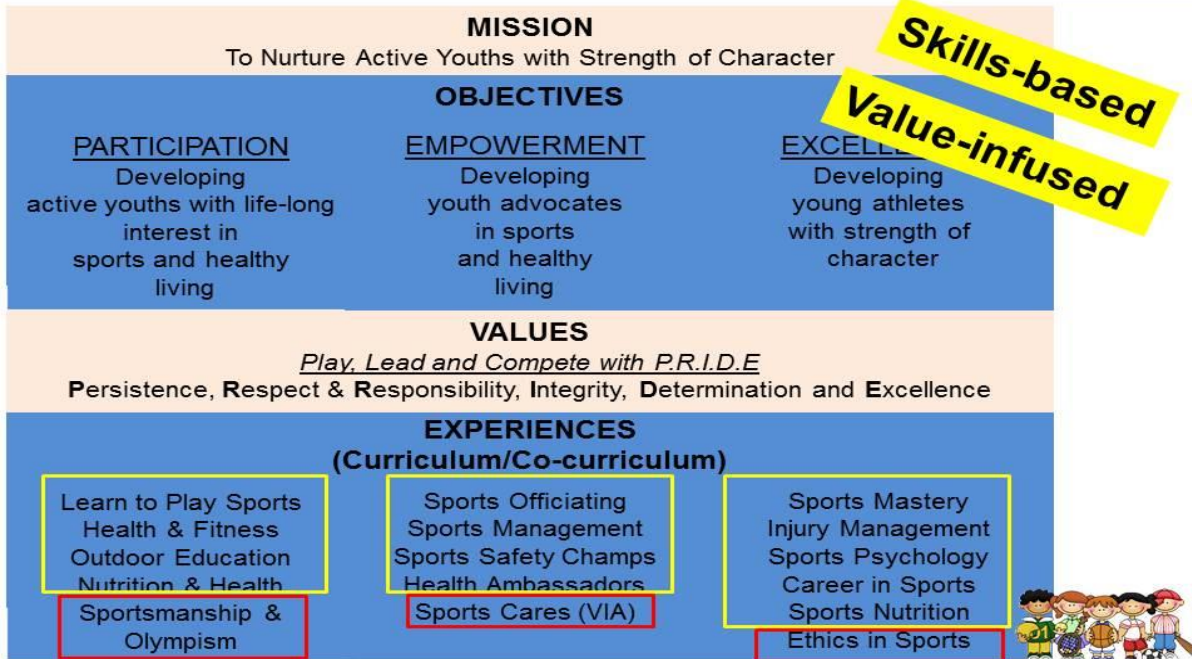 MISSION
To Nurture Active Youths with Strength of Character
Skills-based
Value-infused
OBJECTIVES
PARTICIPATION
Developing
active youths with life-long
interest in
sports and healthy
living
EMPOWERMENT
Developing
youth advocates
in sports
and healthy
living
EXCELLE
Developing
young athletes
with strength of
character
VALUES
Play, Lead and Compete with P.R.I.D.E
Persistence, Respect & Responsibility, Integrity, Determination and Excellence
EXPERIENCES
(Curriculum/Co-curriculum)
Learn to Play Sports
Health & Fitness
Outdoor Education
Nutrition & Health
Sportsmanship &
Olympism
Sports Officiating
Sports Management
Sports Safety Champs
Health Ambassadors
Sports Cares (VIA)
Sports Mastery
Injury Management
Sports Psychology
Career in Sports
Sports Nutrition
Ethics in Sports